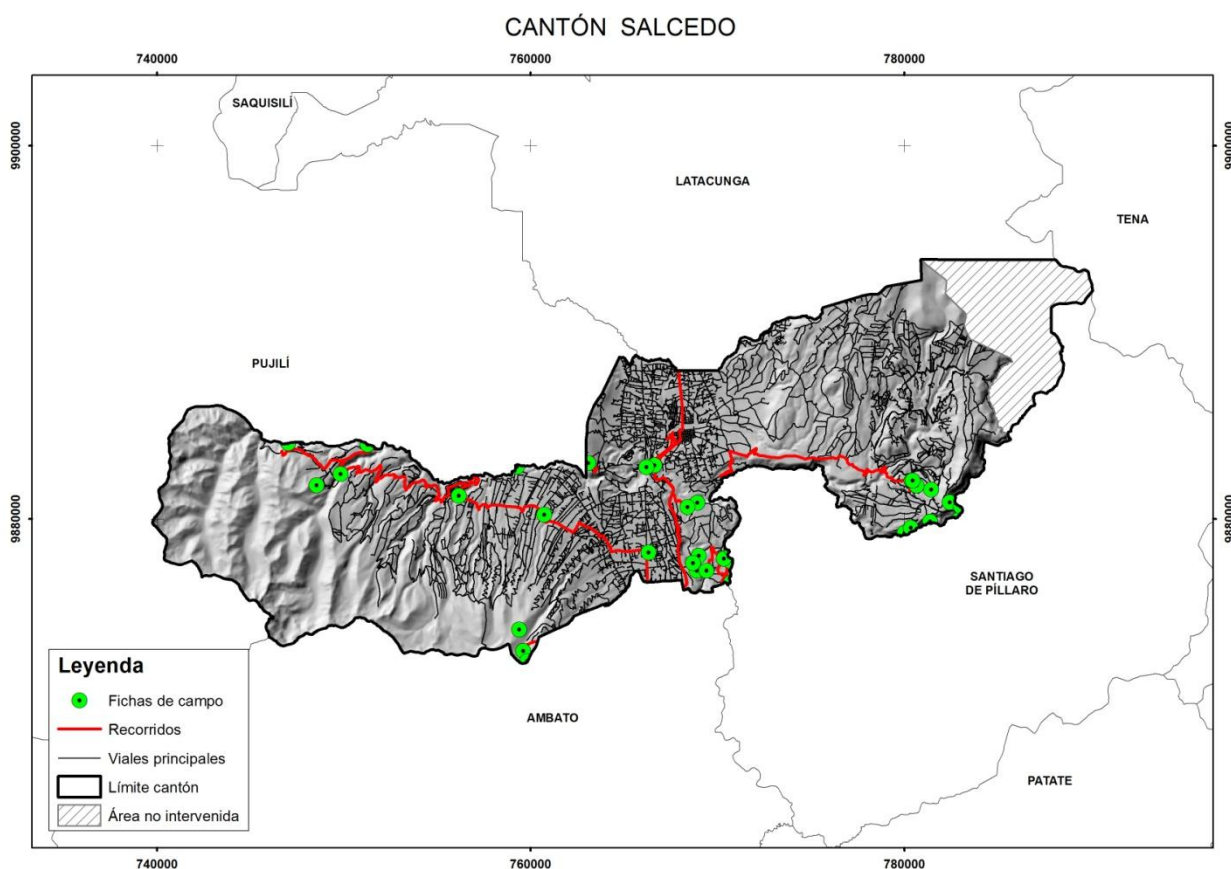 CANTÓN SALCEDO
740000 760000 780000
SAQUISILÍ
9900000 9900000
LATACUNGA
TENA
PUJILÍ
9880000 9880000
SANTIAGO
DE PÍLLARO
Leyenda
Fichas de campo
Recorridos
Viales principales
Límite cantón
Área no intervenida
AMBATO
PATATE
740000 760000 780000